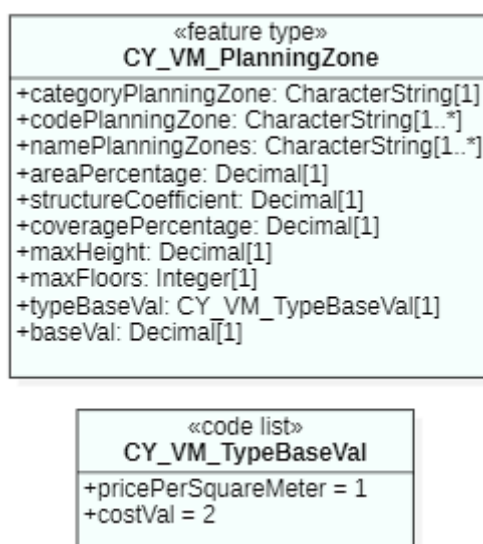 «feature type»
CY_VM_PlanningZone
+categoryPlanningZone: CharacterString[1]
+codePlanningZone: CharacterString[1..*]
+namePlanningZones: CharacterString[1..*]
+areaPercentage: Decimal[1]
+structureCoefficient: Decimal[1]
+coveragePercentage: Decimal[1]
+maxHeight: Decimal[1]
+maxFloors: Integer[1]
+typeBaseVal: CY_VM_TypeBaseVal[1]
+baseVal: Decimal[1]
«code list»
CY_VM_TypeBaseVal
+pricePerSquareMeter = 1
+costVal = 2